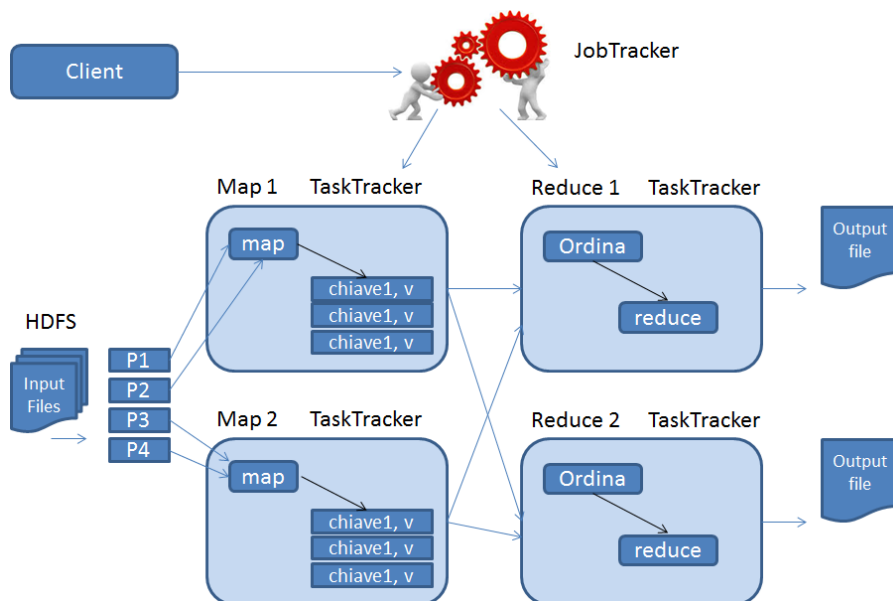 Client
JobTracker
Map 1 TaskTracker
Reduce 1 TaskTracker
map
chiave1, v
chiave1, v
chiave1, v
Ordina
reduce
Output
file
HDFS
Input
Files
P1
P2
P3
P4
Map 2 TaskTracker
Reduce 2 TaskTracker
map
chiave1, v
chiave1, v
chiave1, v
Ordina
reduce
Output
file